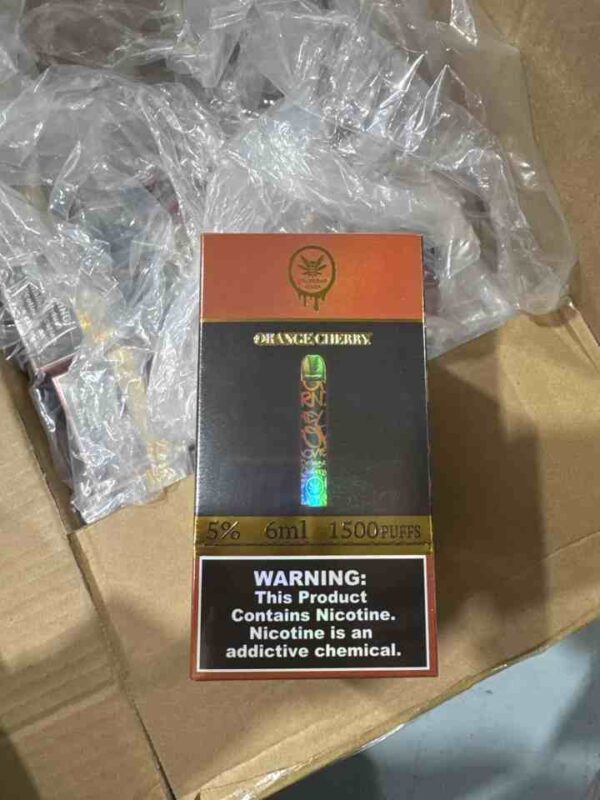 ORANGE CHERRY
5% 6ml 1500PUFFS
WARNING:
This Product
Contains Nicotine.
Nicotine is an
addictive chemical.